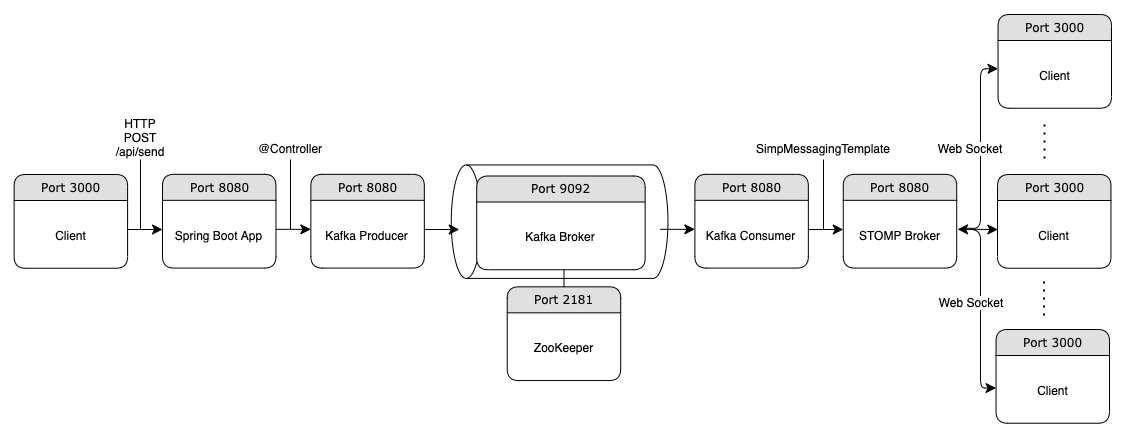 Port 3000
Client
HTTP
POST
/api/send
Port 8080
Spring Boot App
@Controller
Port 8080
Kafka Producer
Port 9092
Kafka Broker
Port 2181
ZooKeeper
Port 8080
Kafka Consumer
SimpMessagingTemplate
Port 8080
STOMP Broker
Web Socket
Web Socket
Port 3000
Client
Port 3000
Client
Port 3000
Client